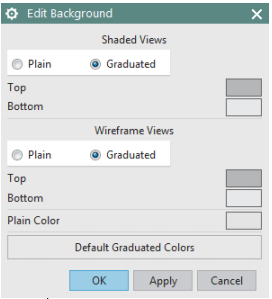 Edit Background
Shaded Views
Plain Graduated
Top
Bottom
Wireframe Views
Plain Graduated
Top
Bottom
Plain Color
Default Graduated Colors
OK Apply Cancel